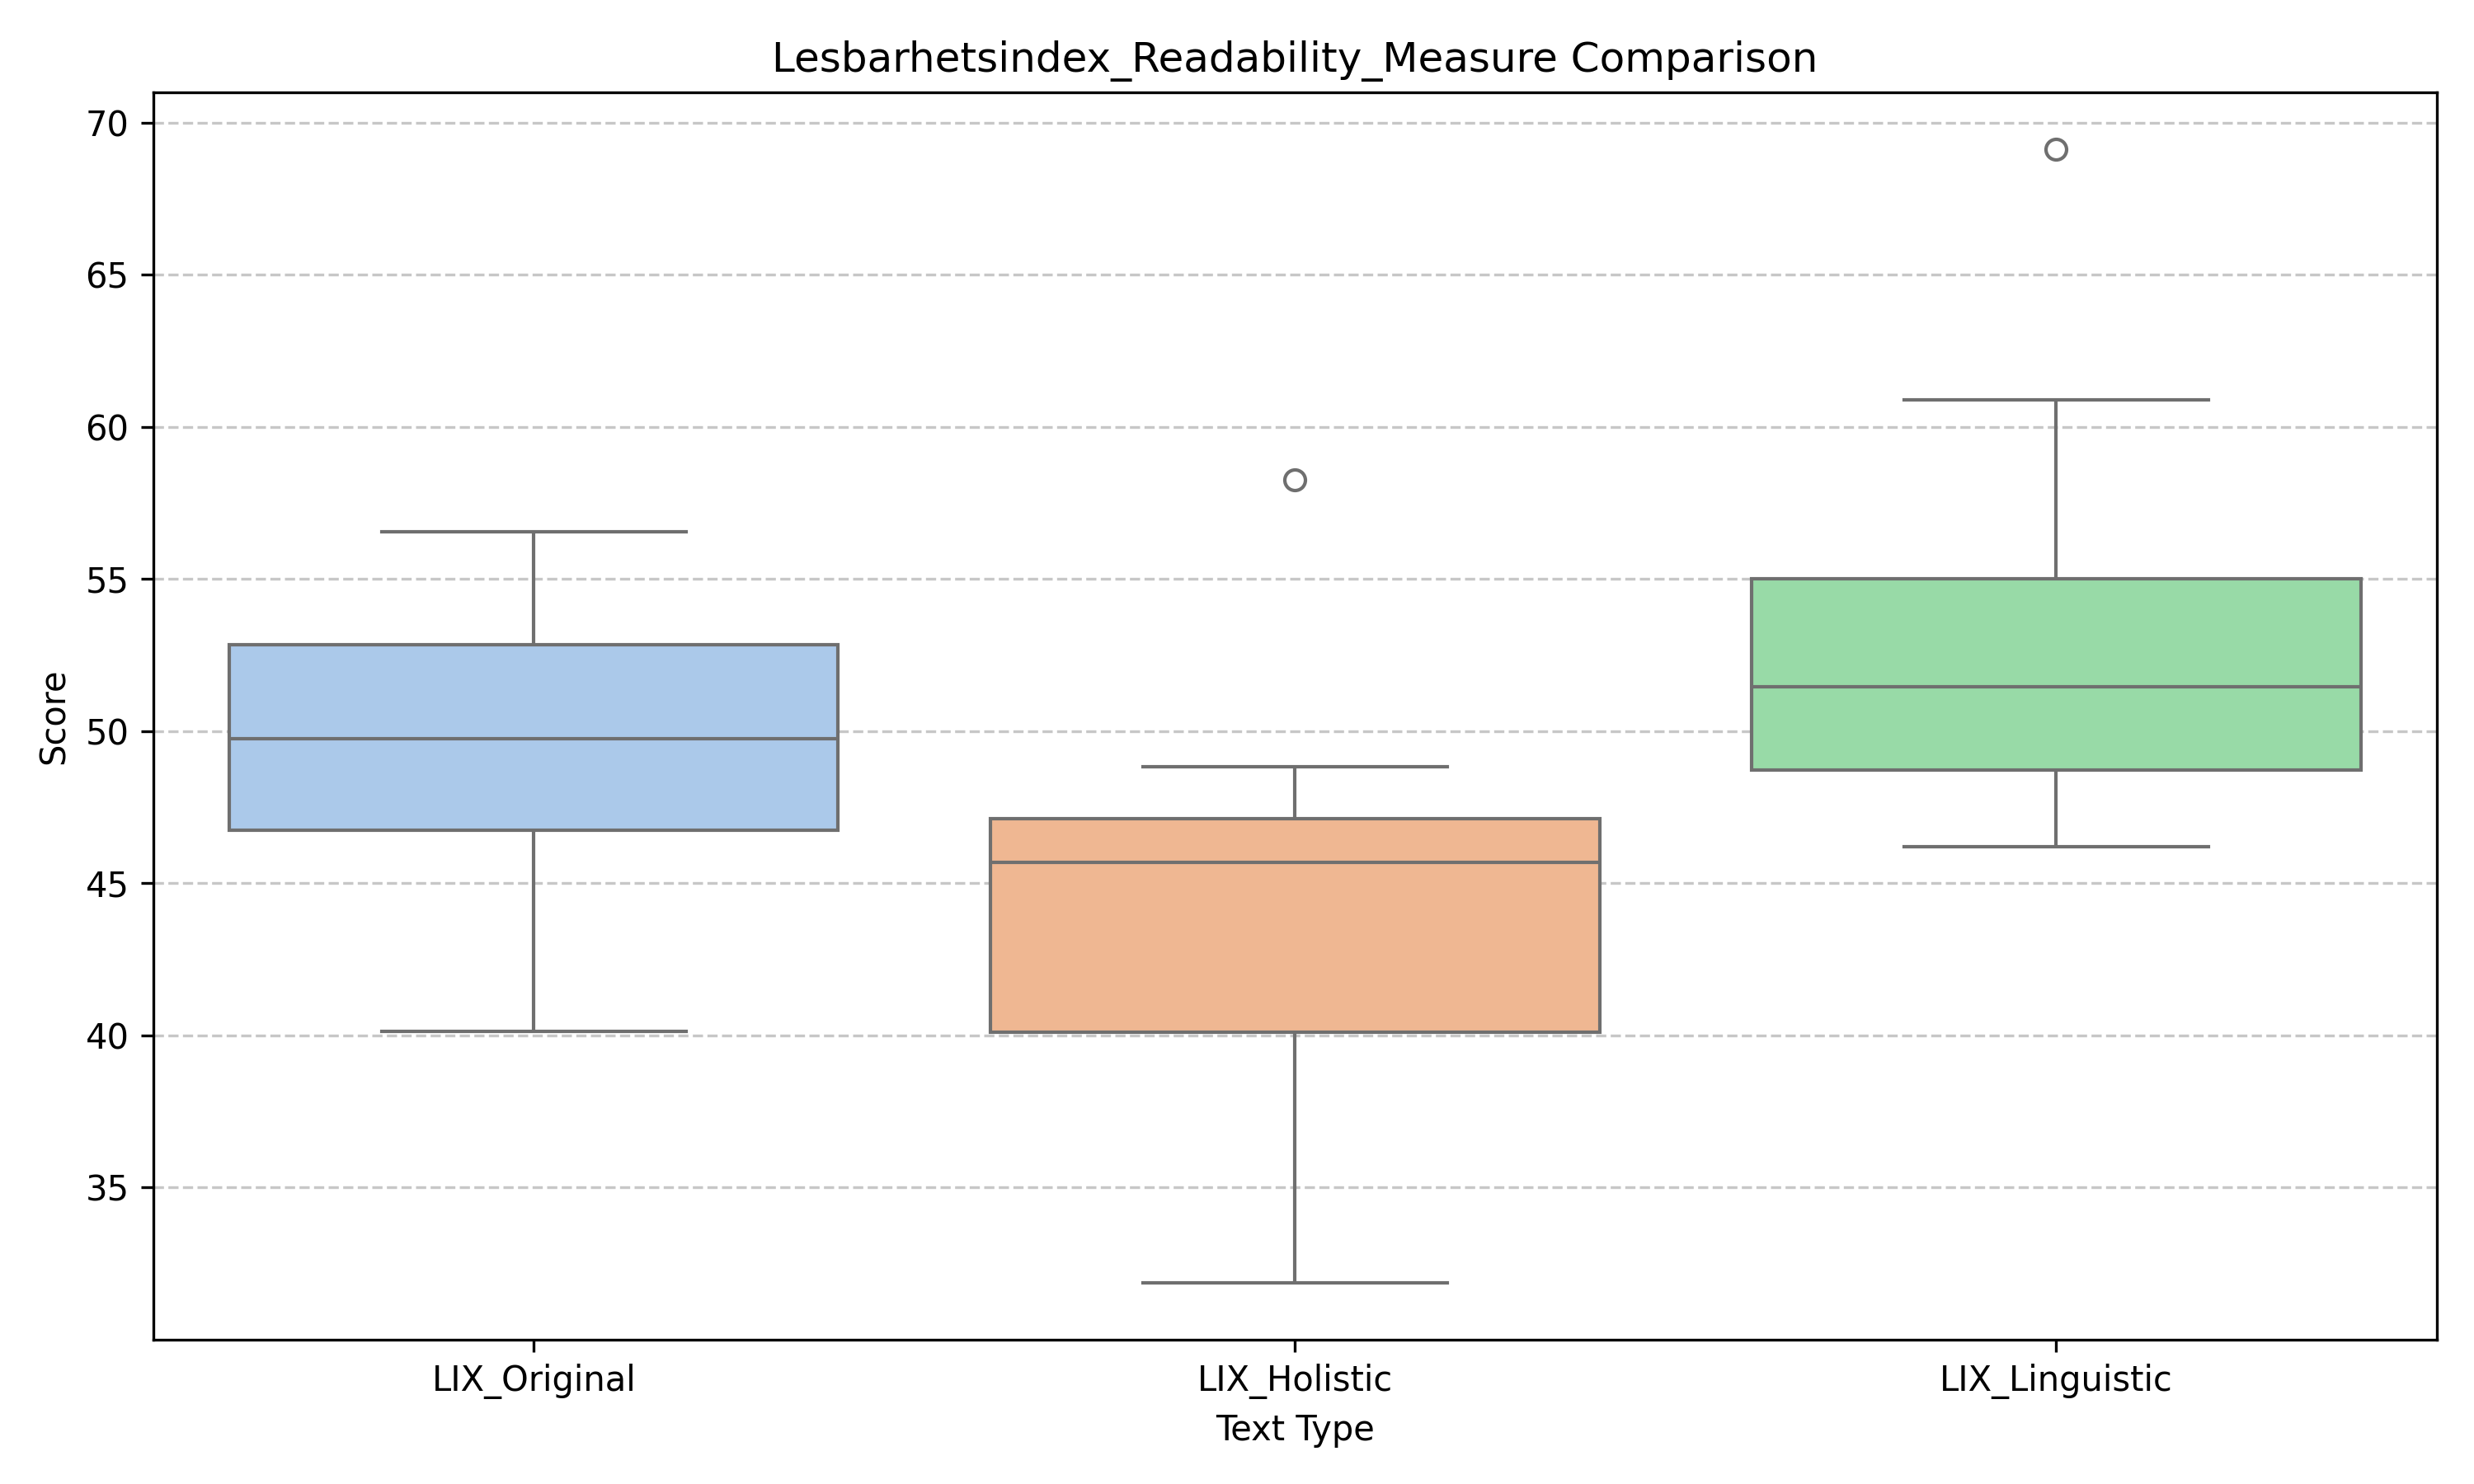 Lesbarhetsindex_Readability_Measure Comparison
70
65
60
55
50
45
40
35
Score
LIX_Original
LIX_Holistic
LIX_Linguistic
Text Type